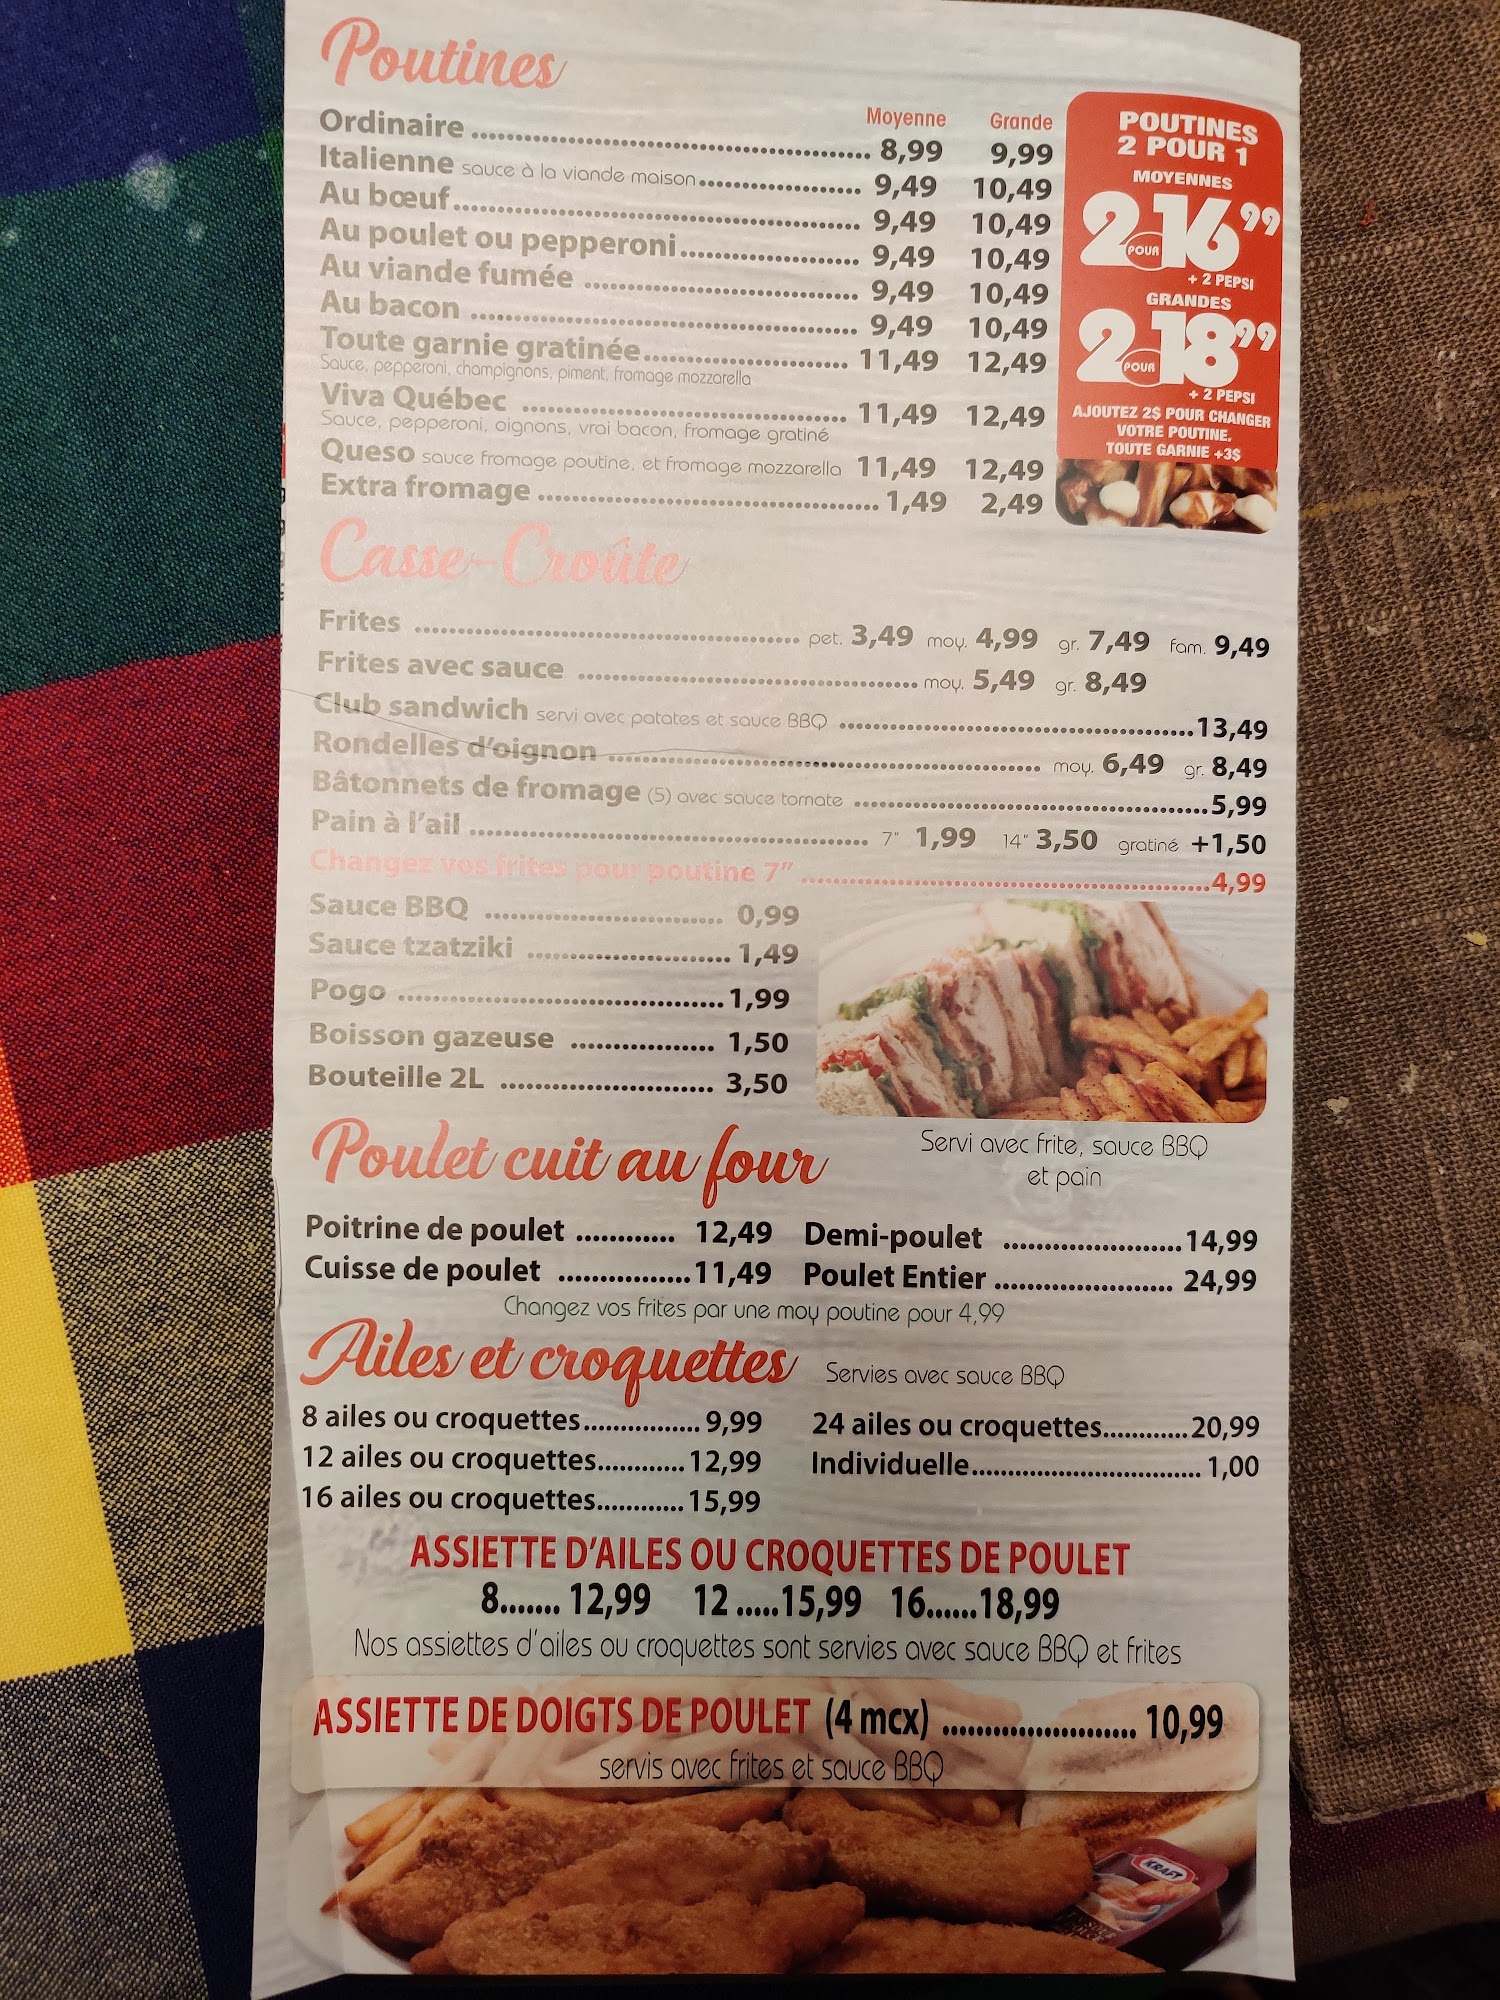 Poutines
Moyenne Grande
Ordinaire 8,99 9,99
Italienne sauce à la viande maison 9,49 10,49
Au bœuf 9,49 10,49
Au poulet ou pepperoni 9,49 10,49
Au viande fumée 9,49 10,49
Au bacon 9,49 10,49
Toute garnie gratinée 11,49 12,49
Sauce, pepperoni, champignons, piment, fromage mozzarella
Viva Québec 11,49 12,49
Sauce, pepperoni, oignons, vrai bacon, fromage gratiné
Queso sauce fromage poutine, et fromage mozzarella 11,49 12,49
Extra fromage 1,49 2,49
POUTINES
2 POUR 1
MOYENNES
2 POUR 16 99
+ 2 PEPSI
GRANDES
2 POUR 18 99
+ 2 PEPSI
AJOUTEZ 2$ POUR CHANGER
VOTRE POUTINE.
TOUTE GARNIE +3$
Casse-Croûte
Frites pet. 3,49 moy. 4,99 gr. 7,49 fam. 9,49
Frites avec sauce moy. 5,49 gr. 8,49
Club sandwich servi avec patates et sauce BBQ 13,49
Rondelles d'oignon moy. 6,49 gr. 8,49
Bâtonnets de fromage (5) avec sauce tomate 5,99
Pain à l'ail 7" 1,99 14" 3,50 gratiné +1,50
Changez vos frites pour poutine 7" 4,99
Sauce BBQ 0,99
Sauce tzatziki 1,49
Pogo 1,99
Boisson gazeuse 1,50
Bouteille 2L 3,50
Servi avec frite, sauce BBQ
et pain
Poulet cuit au four
Poitrine de poulet 12,49 Demi-poulet 14,99
Cuisse de poulet 11,49 Poulet Entier 24,99
Changez vos frites par une moy poutine pour 4,99
Ailes et croquettes Servies avec sauce BBQ
8 ailes ou croquettes 9,99 24 ailes ou croquettes 20,99
12 ailes ou croquettes 12,99 Individuelle 1,00
16 ailes ou croquettes 15,99
ASSIETTE D'AILES OU CROQUETTES DE POULET
8 12,99 12 15,99 16 18,99
Nos assiettes d'ailes ou croquettes sont servies avec sauce BBQ et frites
ASSIETTE DE DOIGTS DE POULET (4 mcx) 10,99
servis avec frites et sauce BBQ
KRAFT